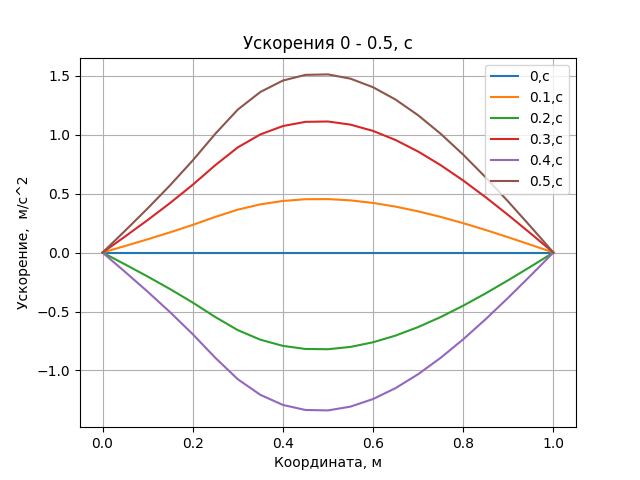 Ускорения 0 - 0.5, с
1.5
1.0
0.5
0.0
−0.5
−1.0
Ускорение, м/с^2
0,с
0.1,с
0.2,с
0.3,с
0.4,с
0.5,с
0.0 0.2 0.4 0.6 0.8 1.0
Координата, м